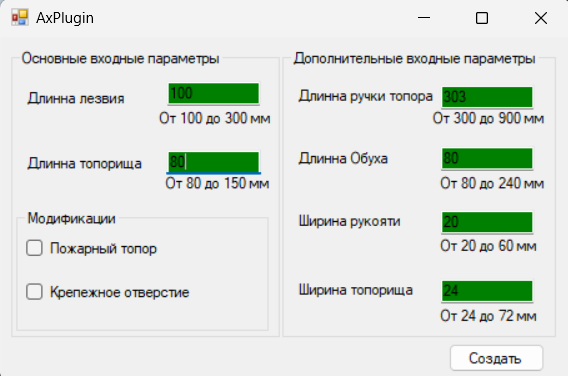 AxPlugin
Основные входные параметры
Длинна лезвия
100
От 100 до 300 мм
Длинна топорища
80
От 80 до 150 мм
Модификации
Пожарный топор
Крепежное отверстие
Дополнительные входные параметры
Длинна ручки топора
303
От 300 до 900 мм
Длинна Обуха
80
От 80 до 240 мм
Ширина рукояти
20
От 20 до 60 мм
Ширина топорища
24
От 24 до 72 мм
Создать